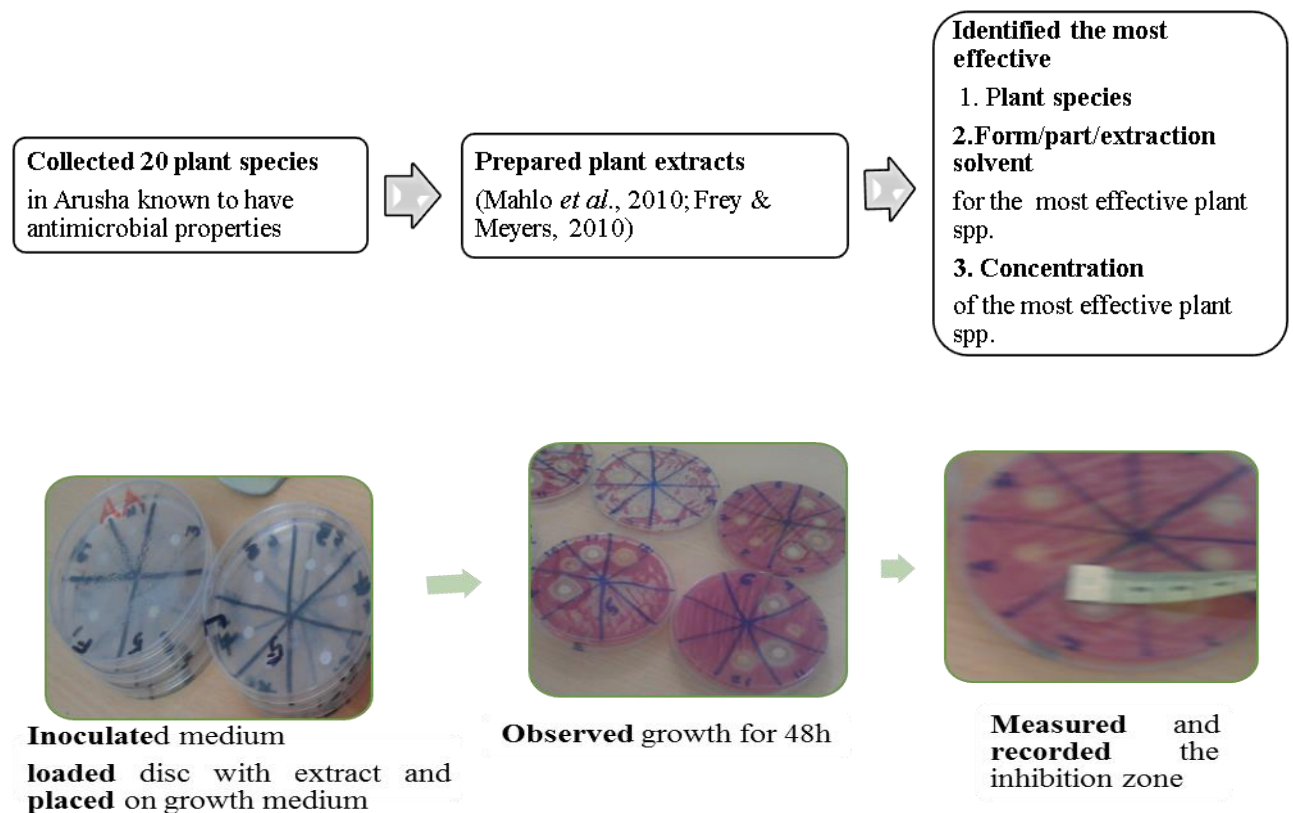 Collected 20 plant species
in Arusha known to have
antimicrobial properties
Prepared plant extracts
(Mahlo et al., 2010; Frey &
Meyers, 2010)
Identified the most
effective
1. Plant species
2.Form/part/extraction
solvent
for the most effective plant
spp.
3. Concentration
of the most effective plant
spp.
Inoculated medium
loaded disc with extract and
placed on growth medium
Observed growth for 48h
Measured and
recorded the
inhibition zone